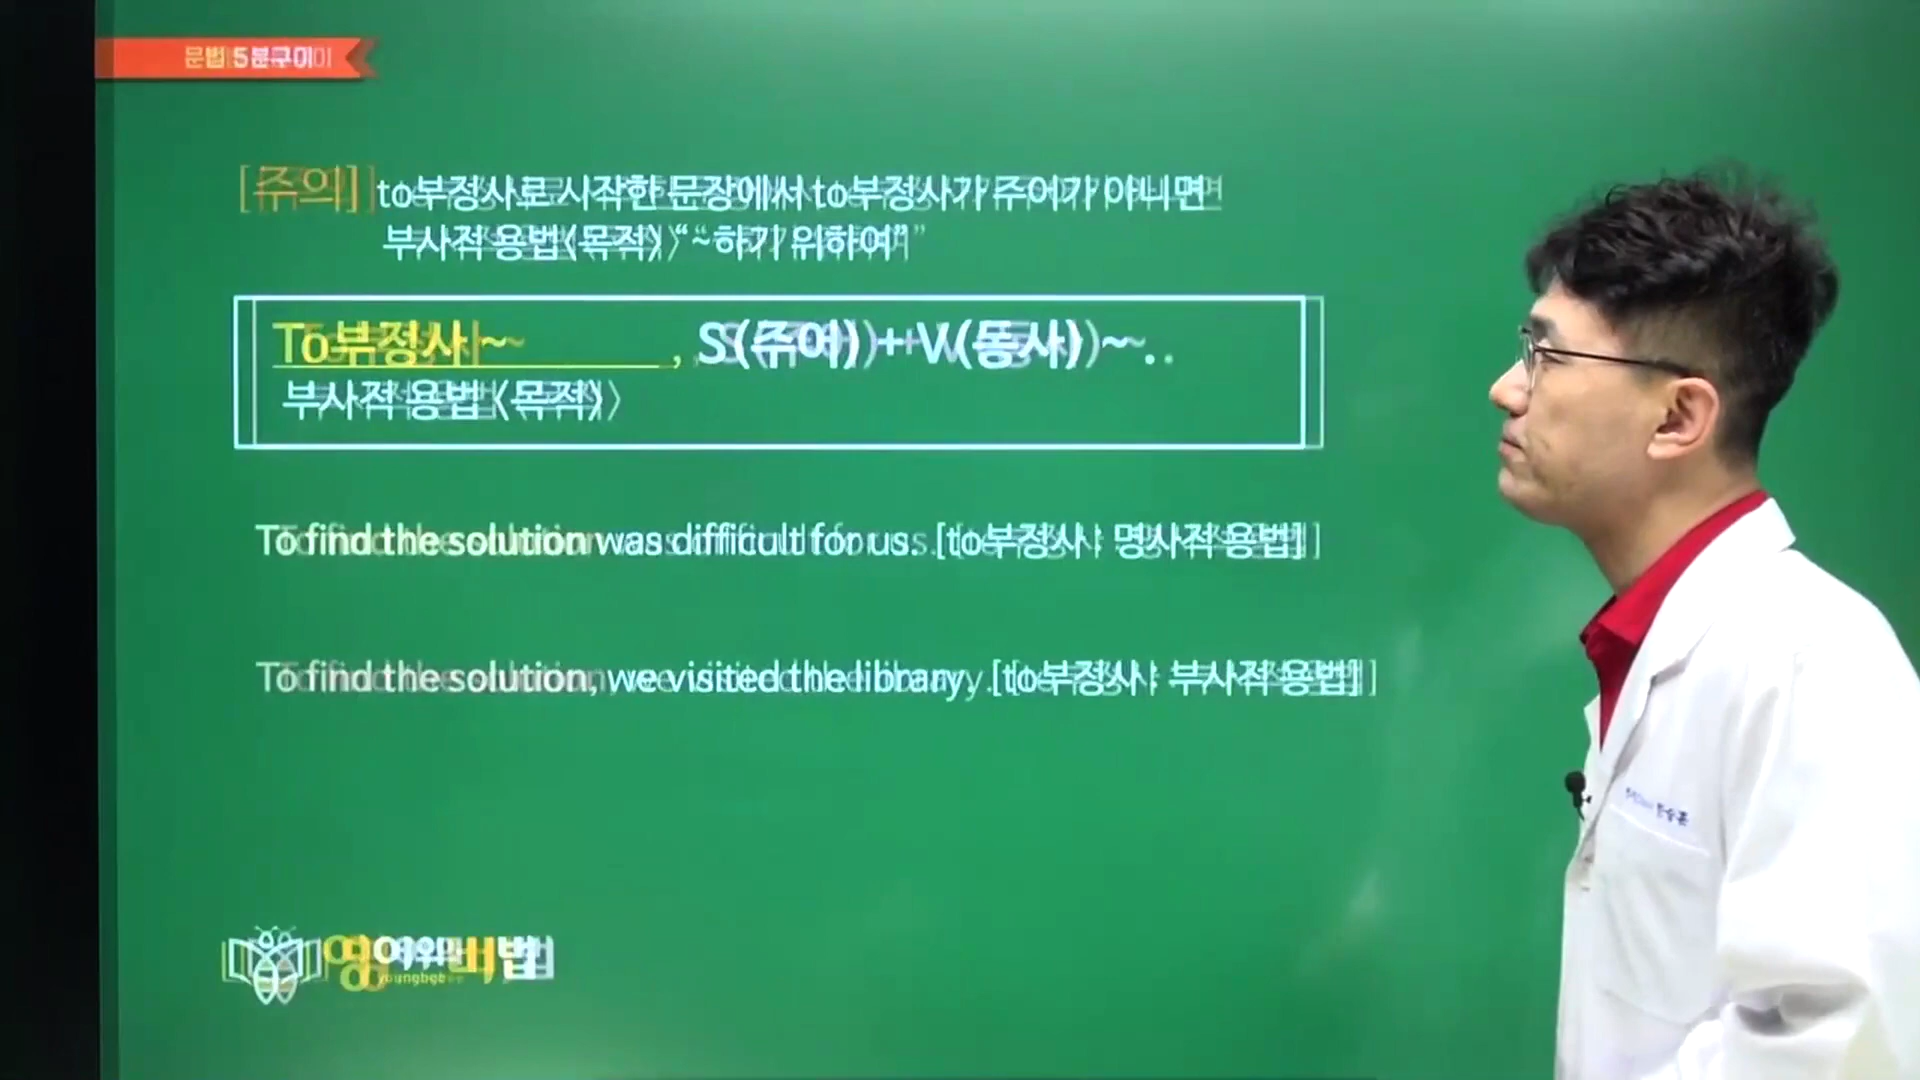 문법 5분구이
[주의] to부정사로 시작한 문장에서 to부정사가 주어가 아니면
부사적 용법<목적> “~하기 위하여”
To부정사~ , S(주어)+V(동사)~.
부사적 용법 <목적>
To find the solution was difficult for us. [to부정사 : 명사적 용법]
To find the solution, we visited the library. [to부정사 : 부사적 용법]
영어의 비법
youngbee